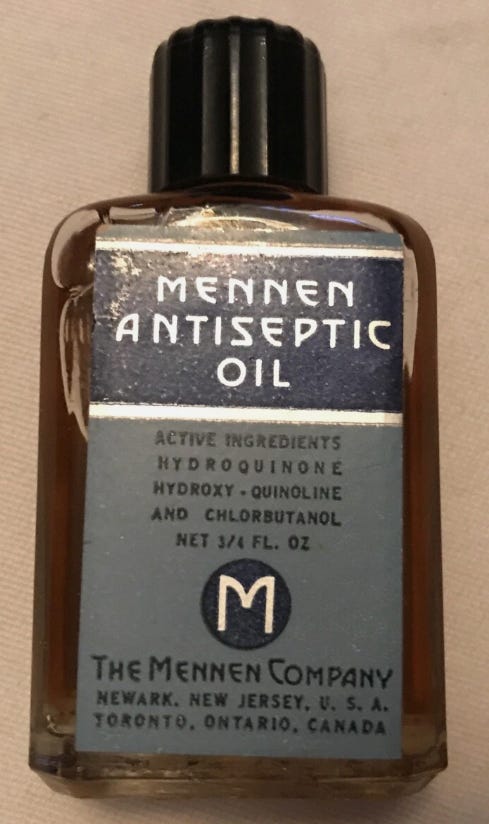 MENNEN
ANTISEPTIC
OIL
ACTIVE INGREDIENTS
HYDROQUINONE
HYDROXY-QUINOLINE
AND CHLORBUTANOL
NET 3/4 FL. OZ
M
THE MENNEN COMPANY
NEWARK. NEW JERSEY, U. S. A.
TORONTO, ONTARIO, CANADA